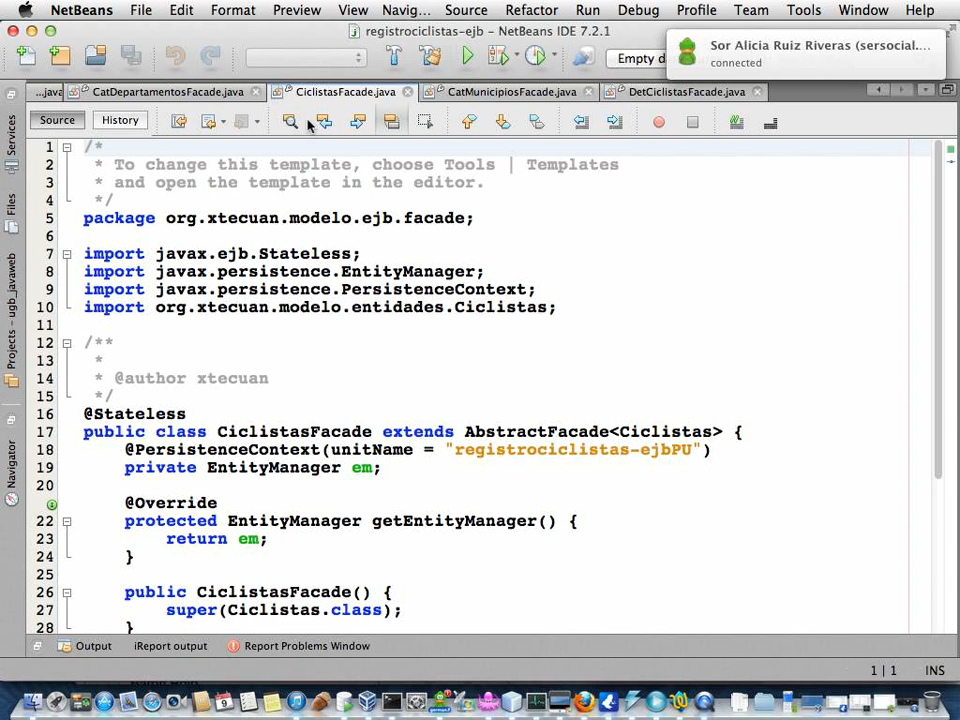 NetBeans File Edit Format Preview View Navig... Source Refactor Run Debug Profile Team Tools Window Help
registrociclistas-ejb – NetBeans IDE 7.2.1
Empty d
Sor Alicia Ruiz Riveras (sersocial....
connected
...java CatDepartamentosFacade.java CiclistasFacade.java CatMunicipiosFacade.java DetCiclistasFacade.java
Source History
Services
Files
Projects - ugb_javaweb
Navigator
1 /*
2 * To change this template, choose Tools | Templates
3 * and open the template in the editor.
4 */
5 package org.xtecuan.modelo.ejb.facade;
6
7 import javax.ejb.Stateless;
8 import javax.persistence.EntityManager;
9 import javax.persistence.PersistenceContext;
10 import org.xtecuan.modelo.entidades.Ciclistas;
11
12 /**
13 *
14 * @author xtecuan
15 */
16 @Stateless
17 public class CiclistasFacade extends AbstractFacade<Ciclistas> {
18 @PersistenceContext(unitName = "registrociclistas-ejbPU")
19 private EntityManager em;
20
@Override
22 protected EntityManager getEntityManager() {
23 return em;
24 }
25
26 public CiclistasFacade() {
27 super(Ciclistas.class);
28 }
Output iReport output Report Problems Window
1 | 1 INS